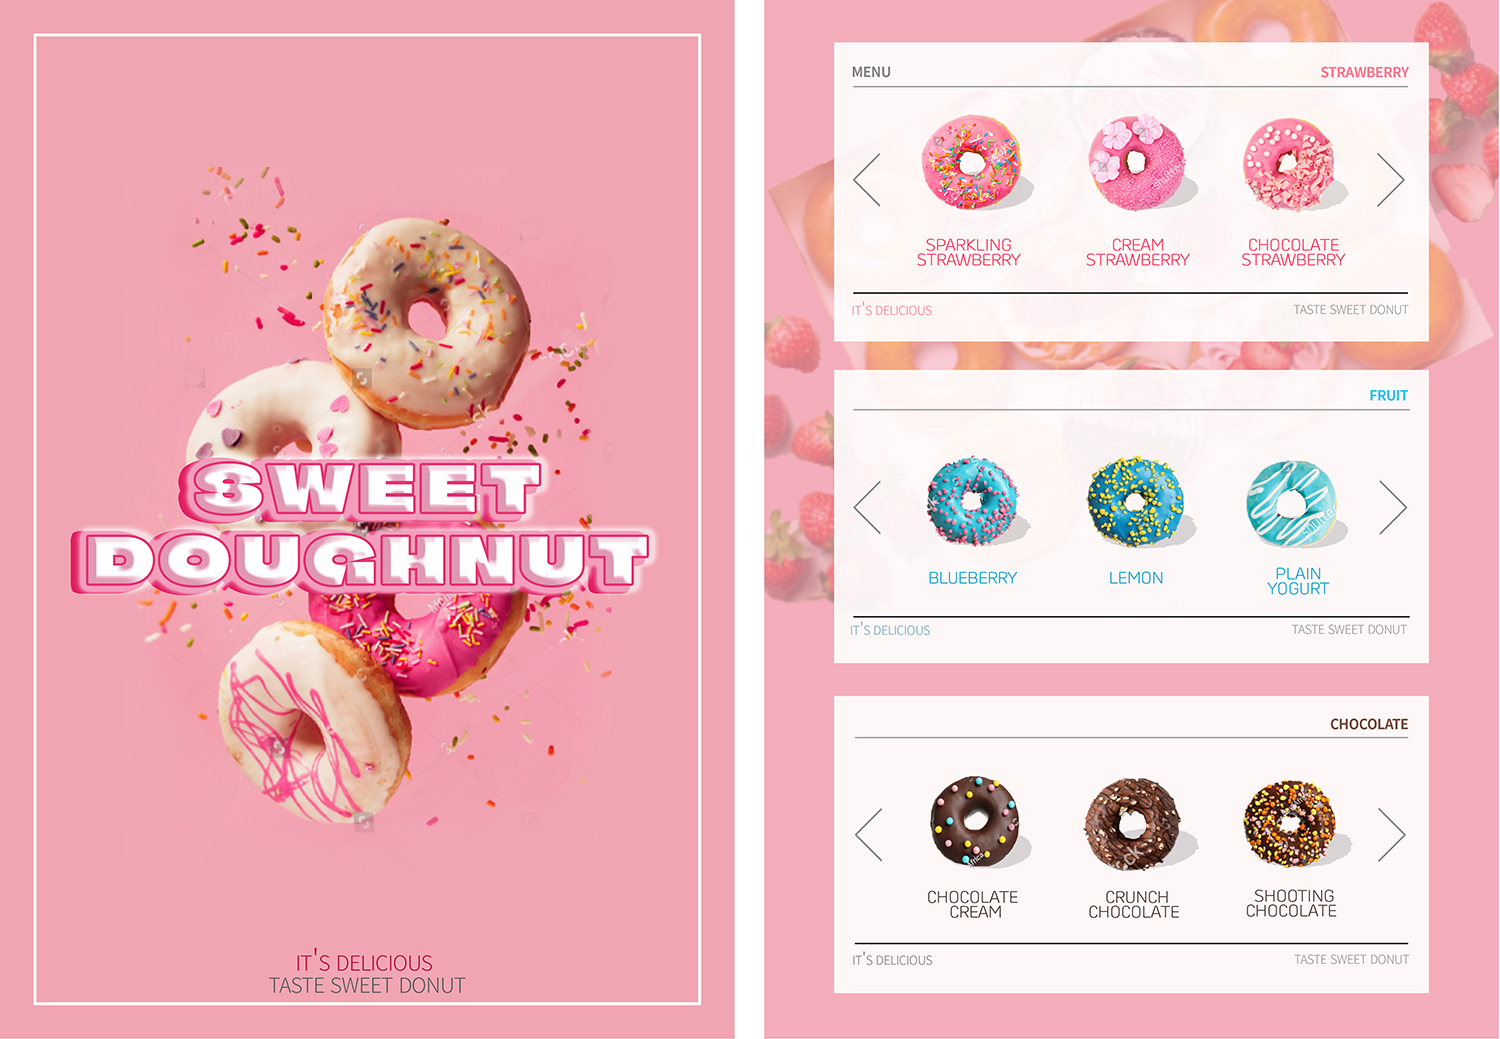 SWEET
DOUGHNUT
IT'S DELICIOUS
TASTE SWEET DONUT
MENU
STRAWBERRY
SPARKLING
STRAWBERRY
CREAM
STRAWBERRY
CHOCOLATE
STRAWBERRY
IT'S DELICIOUS
TASTE SWEET DONUT
FRUIT
BLUEBERRY
LEMON
PLAIN
YOGURT
IT'S DELICIOUS
TASTE SWEET DONUT
CHOCOLATE
CHOCOLATE
CREAM
CRUNCH
CHOCOLATE
SHOOTING
CHOCOLATE
IT'S DELICIOUS
TASTE SWEET DONUT